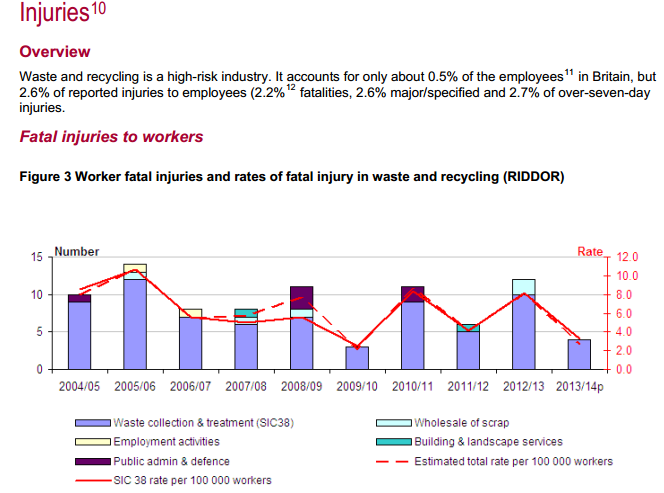 Injuries10
Overview
Waste and recycling is a high-risk industry. It accounts for only about 0.5% of the employees11 in Britain, but
2.6% of reported injuries to employees (2.2%12 fatalities, 2.6% major/specified and 2.7% of over-seven-day
injuries.
Fatal injuries to workers
Figure 3 Worker fatal injuries and rates of fatal injury in waste and recycling (RIDDOR)
Number Rate
15 12.0
10.0
10 8.0
6.0
5 4.0
2.0
0 0.0
2004/05 2005/06 2006/07 2007/08 2008/09 2009/10 2010/11 2011/12 2012/13 2013/14p
Waste collection & treatment (SIC38) Wholesale of scrap
Employment activities Building & landscape services
Public admin & defence Estimated total rate per 100 000 workers
SIC 38 rate per 100 000 workers